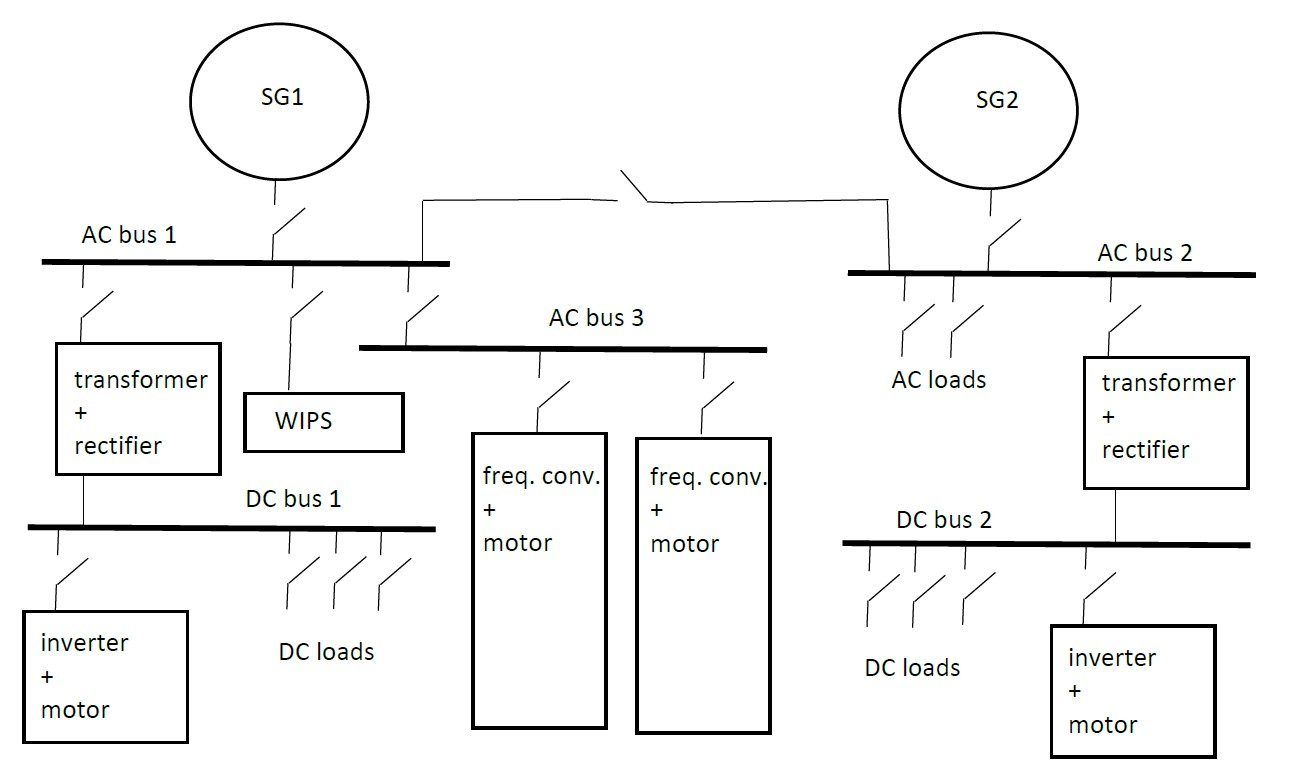 SG1
SG2
AC bus 1
AC bus 2
AC bus 3
transformer
+
rectifier
WIPS
AC loads
transformer
+
rectifier
freq. conv.
+
motor
freq. conv.
+
motor
DC bus 1
DC bus 2
inverter
+
motor
DC loads
DC loads
inverter
+
motor